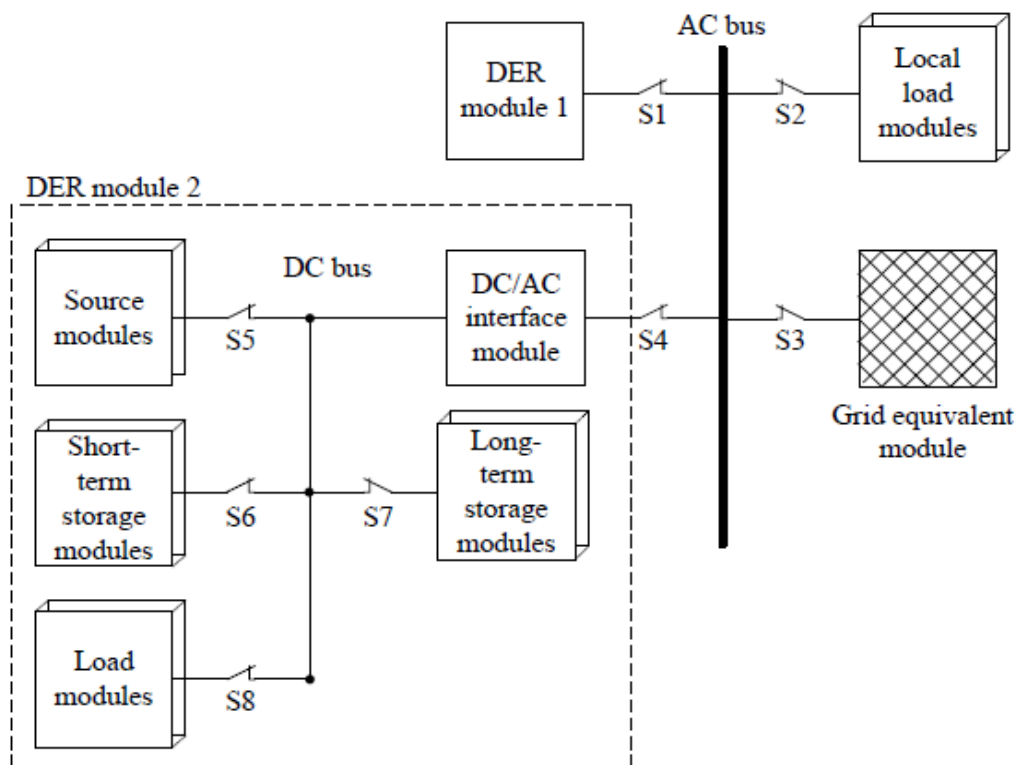 AC bus
DER
module 1
S1
S2
Local
load
modules
DER module 2
Source
modules
S5
DC bus
DC/AC
interface
module
S4
S3
Grid equivalent
module
Short-
term
storage
modules
S6
S7
Long-
term
storage
modules
Load
modules
S8